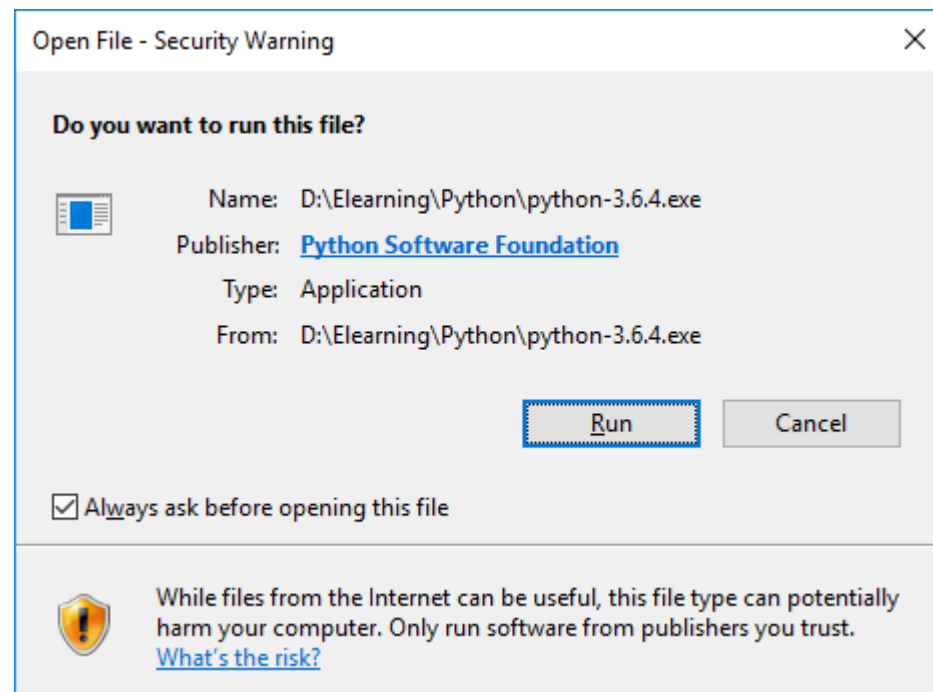 Open File - Security Warning
Do you want to run this file?
Name: D:\Elearning\Python\python-3.6.4.exe
Publisher: Python Software Foundation
Type: Application
From: D:\Elearning\Python\python-3.6.4.exe
Run Cancel
Always ask before opening this file
While files from the Internet can be useful, this file type can potentially
harm your computer. Only run software from publishers you trust.
What's the risk?